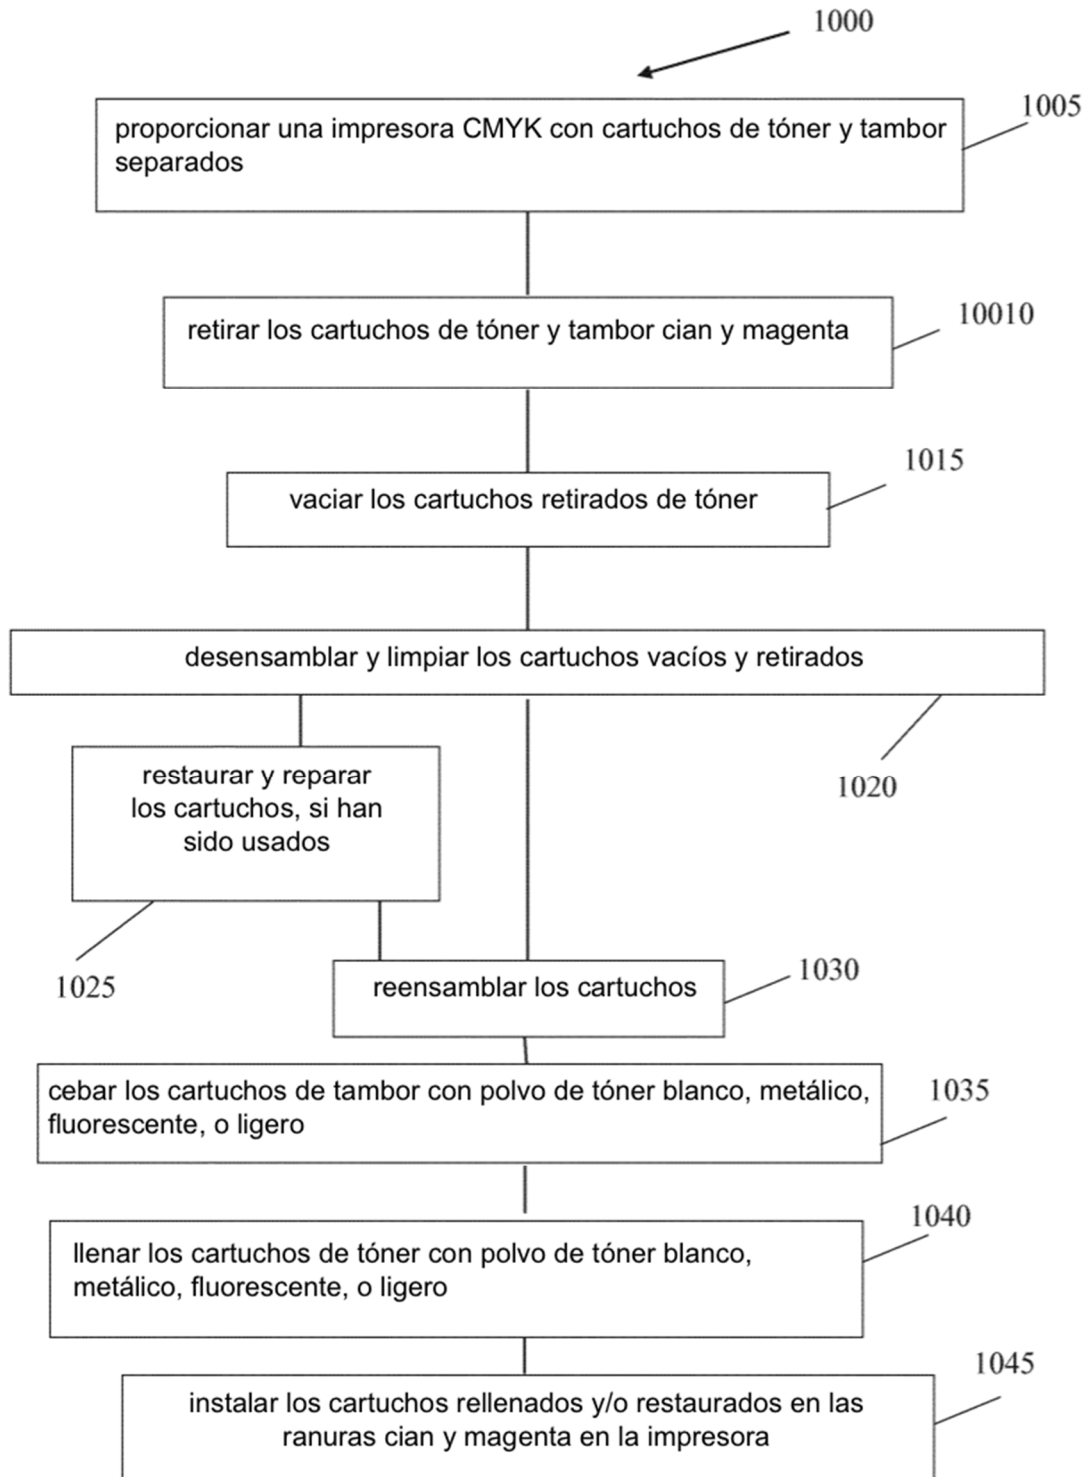 1000
1005
proporcionar una impresora CMYK con cartuchos de tóner y tambor
separados
10010
retirar los cartuchos de tóner y tambor cian y magenta
1015
vaciar los cartuchos retirados de tóner
desensamblar y limpiar los cartuchos vacíos y retirados
1020
restaurar y reparar
los cartuchos, si han
sido usados
1025
1030
reensamblar los cartuchos
1035
cebar los cartuchos de tambor con polvo de tóner blanco, metálico,
fluorescente, o ligero
1040
llenar los cartuchos de tóner con polvo de tóner blanco,
metálico, fluorescente, o ligero
1045
instalar los cartuchos rellenados y/o restaurados en las
ranuras cian y magenta en la impresora